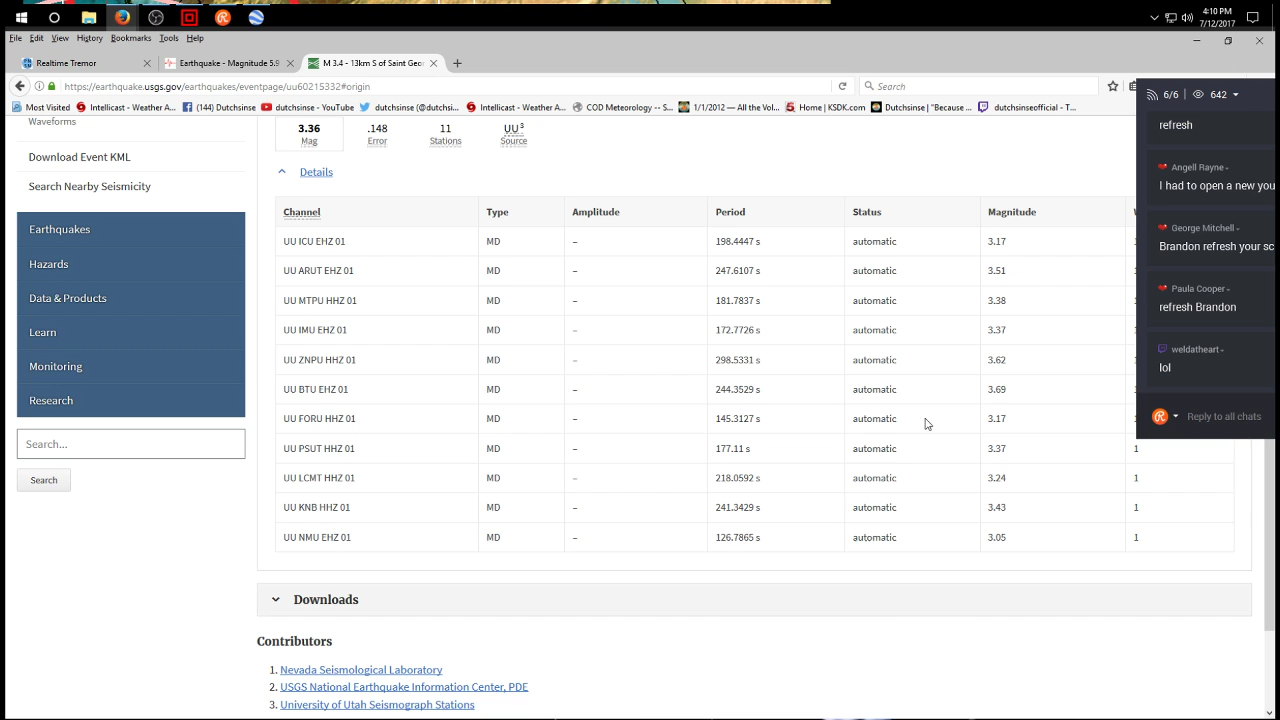 4:10 PM
7/12/2017
File Edit View History Bookmarks Tools Help
Realtime Tremor × Earthquake - Magnitude 5.9 × M 3.4 - 13km S of Saint Geo × +
https://earthquake.usgs.gov/earthquakes/eventpage/uu60215332#origin Search
Most Visited Intellicast - Weather A... (144) Dutchsinse dutchsinse - YouTube dutchsinse (@dutchsi... Intellicast - Weather A... COD Meteorology -- S... 1/1/2012 — All the Vol... Home | KSDK.com Dutchsinse | "Because ... dutchsinseofficial - T...
Waveforms
Download Event KML
Search Nearby Seismicity
Earthquakes
Hazards
Data & Products
Learn
Monitoring
Research
Search...
Search
3.36 .148 11 UU3
Mag Error Stations Source
Details
Channel Type Amplitude Period Status Magnitude
UU ICU EHZ 01 MD – 198.4447 s automatic 3.17
UU ARUT EHZ 01 MD – 247.6107 s automatic 3.51
UU MTPU HHZ 01 MD – 181.7837 s automatic 3.38
UU IMU EHZ 01 MD – 172.7726 s automatic 3.37
UU ZNPU HHZ 01 MD – 298.5331 s automatic 3.62
UU BTU EHZ 01 MD – 244.3529 s automatic 3.69
UU FORU HHZ 01 MD – 145.3127 s automatic 3.17
UU PSUT HHZ 01 MD – 177.11 s automatic 3.37 1
UU LCMT HHZ 01 MD – 218.0592 s automatic 3.24 1
UU KNB HHZ 01 MD – 241.3429 s automatic 3.43 1
UU NMU EHZ 01 MD – 126.7865 s automatic 3.05 1
Downloads
Contributors
1. Nevada Seismological Laboratory
2. USGS National Earthquake Information Center, PDE
3. University of Utah Seismograph Stations
6/6 | 642
refresh
Angell Rayne
I had to open a new you
George Mitchell
Brandon refresh your sc
Paula Cooper
refresh Brandon
weldatheart
lol
Reply to all chats